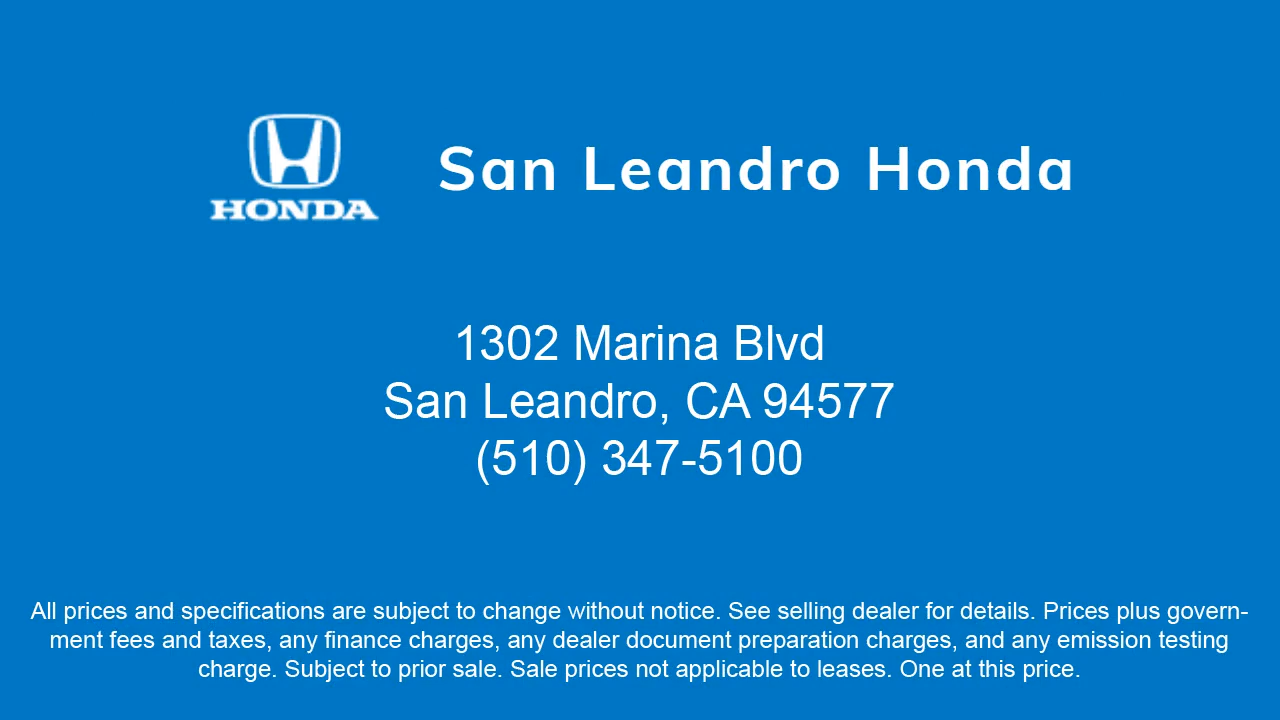 HONDA
San Leandro Honda
1302 Marina Blvd
San Leandro, CA 94577
(510) 347-5100
All prices and specifications are subject to change without notice. See selling dealer for details. Prices plus govern-
ment fees and taxes, any finance charges, any dealer document preparation charges, and any emission testing
charge. Subject to prior sale. Sale prices not applicable to leases. One at this price.